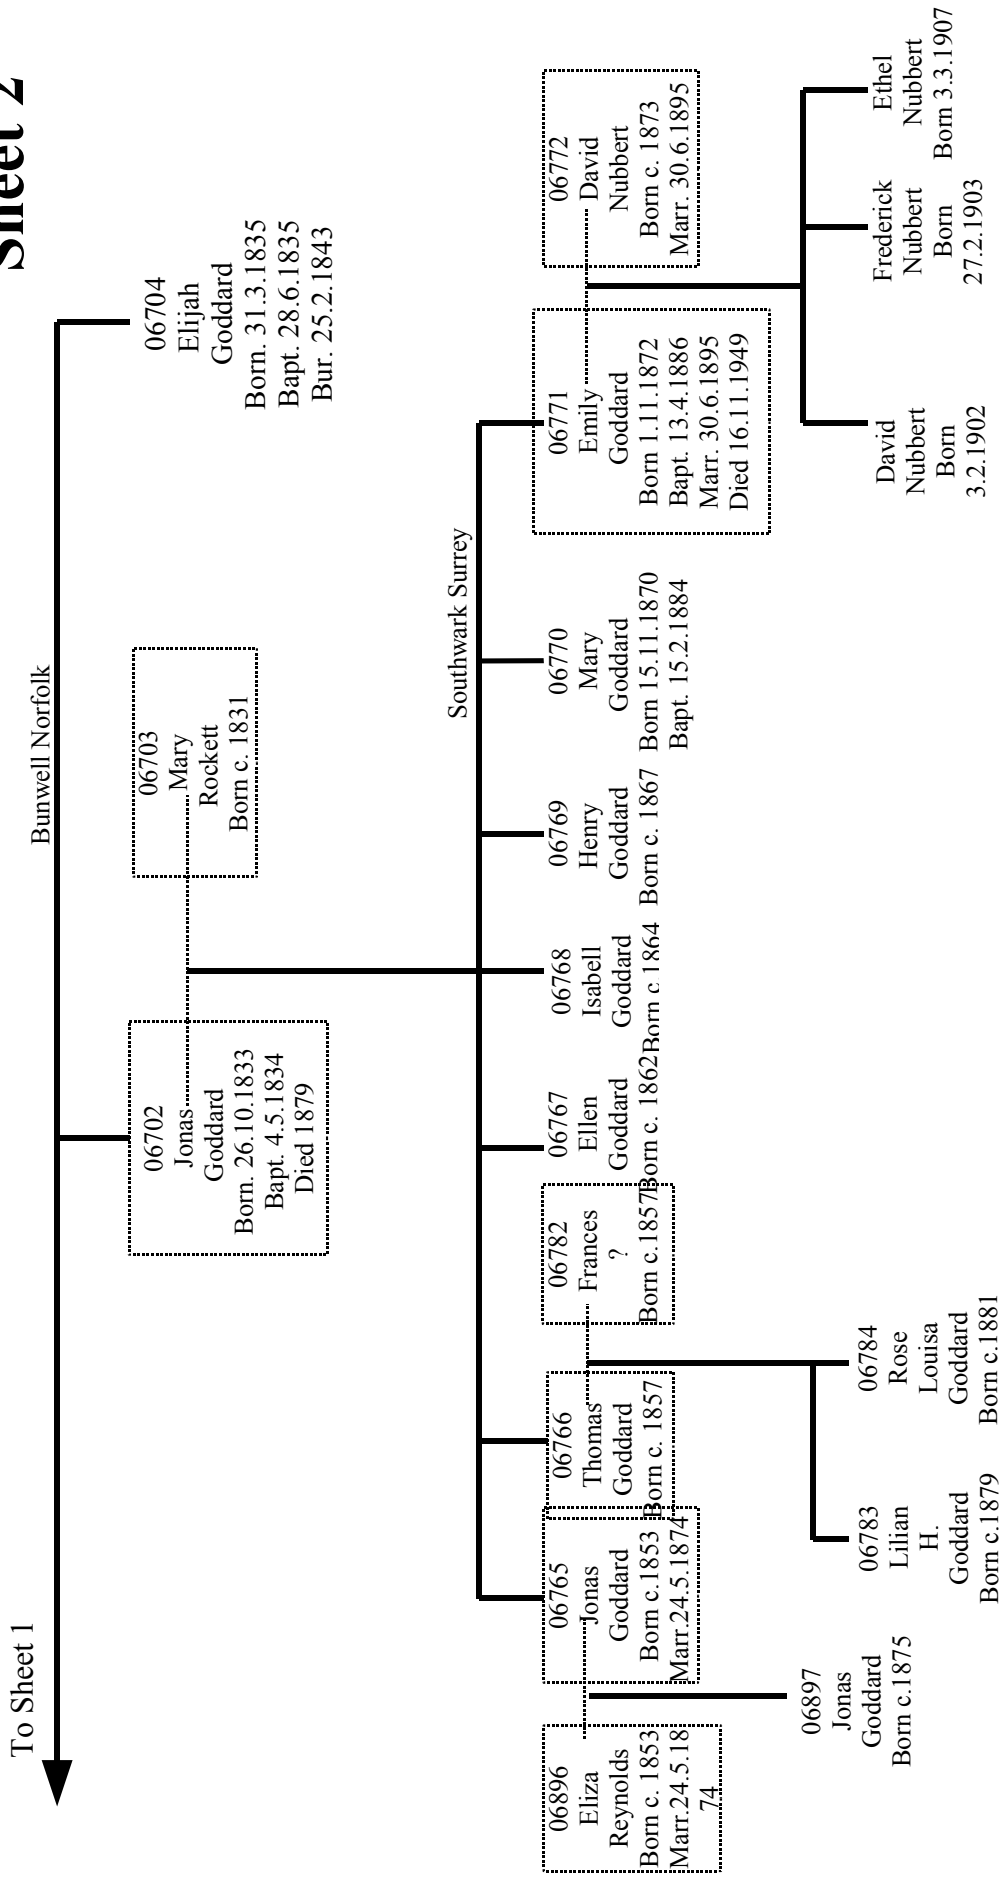 Sheet 2
To Sheet 1
Bunwell Norfolk
06702
Jonas
Goddard
Born. 26.10.1833
Bapt. 4.5.1834
Died 1879
06703
Mary
Rockett
Born c. 1831
06704
Elijah
Goddard
Born. 31.3.1835
Bapt. 28.6.1835
Bur. 25.2.1843
Southwark Surrey
06896
Eliza
Reynolds
Born c. 1853
Marr.24.5.18
74
06765
Jonas
Goddard
Born c.1853
Marr.24.5.1874
06766
Thomas
Goddard
Born c. 1857
06782
Frances
?
Born c.1857
06767
Ellen
Goddard
Born c. 1862
06768
Isabell
Goddard
Born c.1864
06769
Henry
Goddard
Born c. 1867
06770
Mary
Goddard
Born 15.11.1870
Bapt. 15.2.1884
06771
Emily
Goddard
Born 1.11.1872
Bapt. 13.4.1886
Marr. 30.6.1895
Died 16.11.1949
06772
David
Nubbert
Born c. 1873
Marr. 30.6.1895
06897
Jonas
Goddard
Born c.1875
06783
Lilian
H.
Goddard
Born c.1879
06784
Rose
Louisa
Goddard
Born c.1881
David
Nubbert
Born
3.2.1902
Frederick
Nubbert
Born
27.2.1903
Ethel
Nubbert
Born 3.3.1907